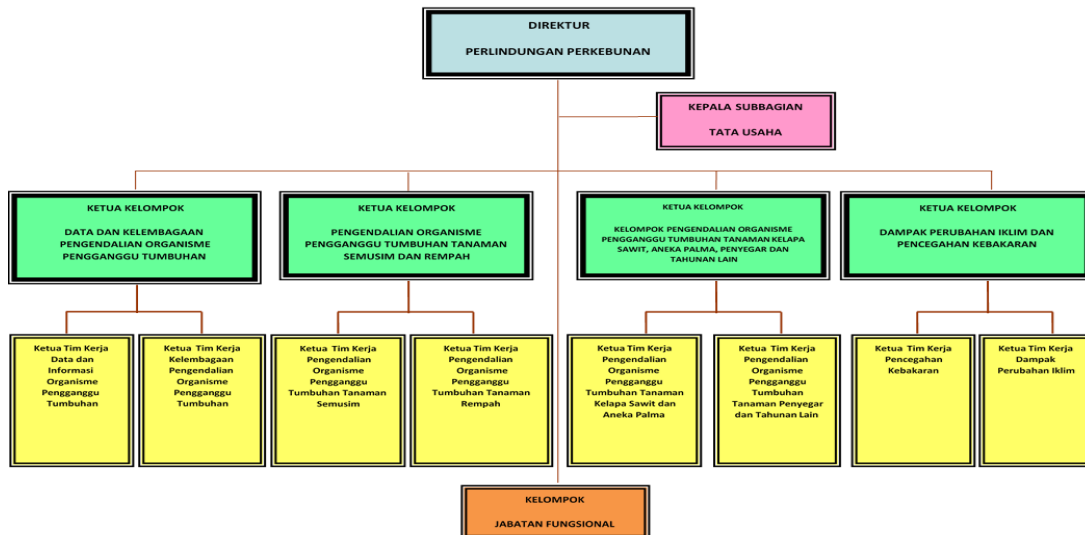 DIREKTUR
PERLINDUNGAN PERKEBUNAN
KEPALA SUBBAGIAN
TATA USAHA
KETUA KELOMPOK
DATA DAN KELEMBAGAAN
PENGENDALIAN ORGANISME
PENGGANGGU TUMBUHAN
KETUA KELOMPOK
PENGENDALIAN ORGANISME
PENGGANGGU TUMBUHAN TANAMAN
SEMUSIM DAN REMPAH
KETUA KELOMPOK
KELOMPOK PENGENDALIAN ORGANISME
PENGGANGGU TUMBUHAN TANAMAN KELAPA
SAWIT, ANEKA PALMA, PENYEGAR DAN
TAHUNAN LAIN
KETUA KELOMPOK
DAMPAK PERUBAHAN IKLIM DAN
PENCEGAHAN KEBAKARAN
Ketua Tim Kerja
Data dan
Informasi
Organisme
Pengganggu
Tumbuhan
Ketua Tim Kerja
Kelembagaan
Pengendalian
Organisme
Pengganggu
Tumbuhan
Ketua Tim Kerja
Pengendalian
Organisme
Pengganggu
Tumbuhan Tanaman
Semusim
Ketua Tim Kerja
Pengendalian
Organisme
Pengganggu
Tumbuhan Tanaman
Rempah
Ketua Tim Kerja
Pengendalian
Organisme
Pengganggu
Tumbuhan Tanaman
Kelapa Sawit dan
Aneka Palma
Ketua Tim Kerja
Pengendalian
Organisme
Pengganggu
Tumbuhan
Tanaman Penyegar
dan Tahunan Lain
Ketua Tim Kerja
Pencegahan
Kebakaran
Ketua Tim Kerja
Dampak
Perubahan Iklim
KELOMPOK
JABATAN FUNGSIONAL